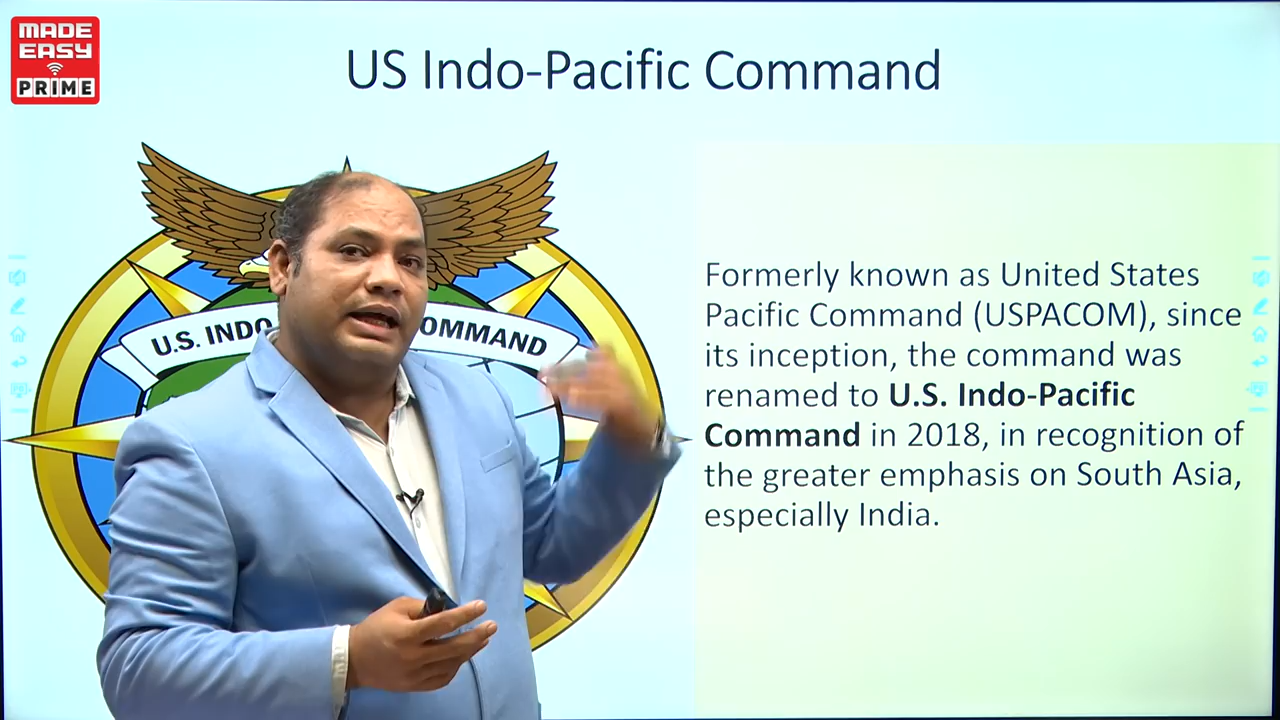 MADE
EASY
PRIME
US Indo-Pacific Command
U.S. INDO
OMMAND
Formerly known as United States
Pacific Command (USPACOM), since
its inception, the command was
renamed to U.S. Indo-Pacific
Command in 2018, in recognition of
the greater emphasis on South Asia,
especially India.